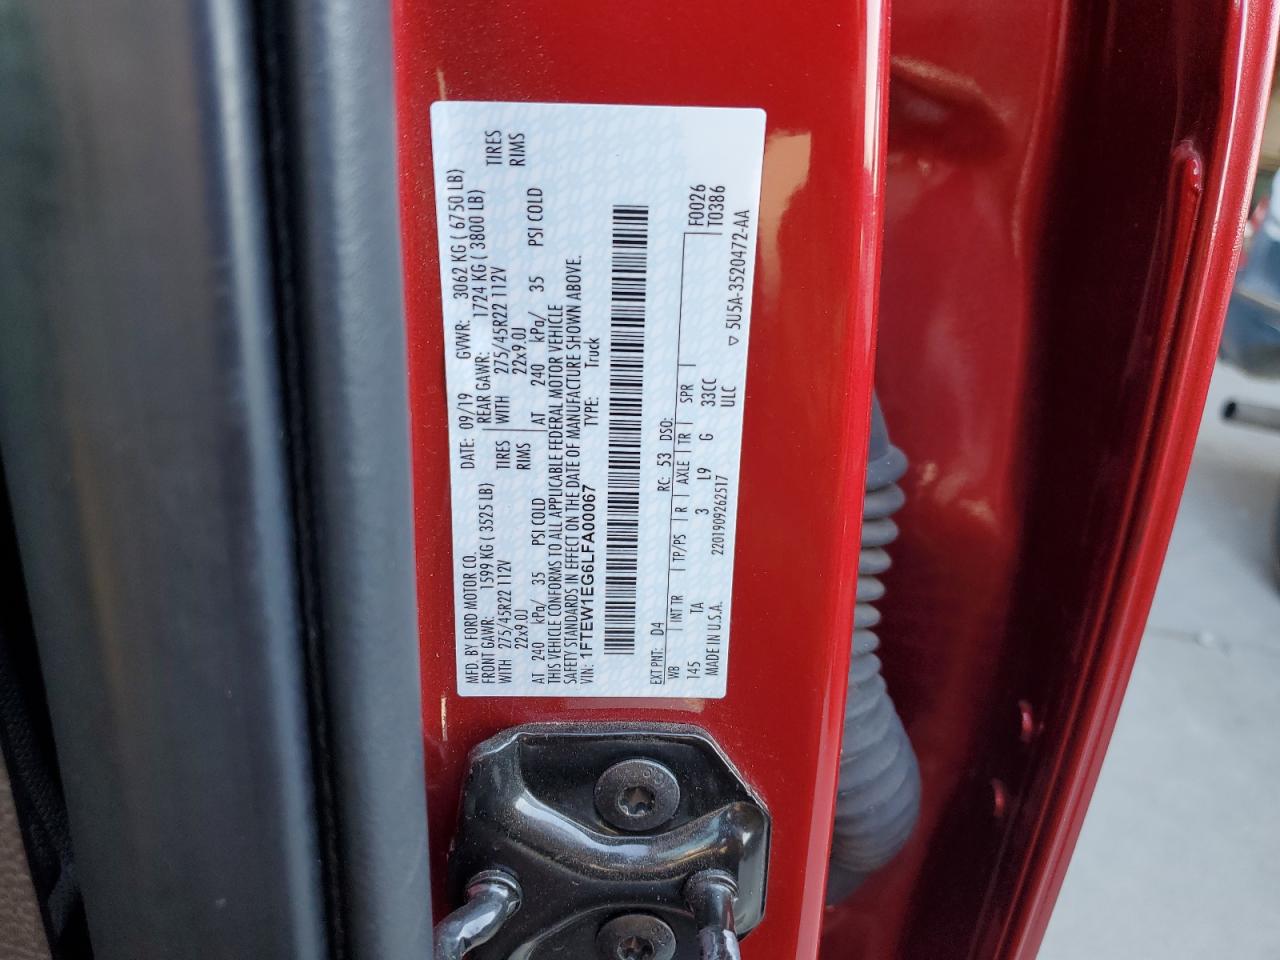 MFD. BY FORD MOTOR CO. DATE: 09/19 GVWR: 3062 KG ( 6750 LB)
FRONT GAWR: 1599 KG ( 3525 LB) REAR GAWR: 1724 KG ( 3800 LB)
WITH 275/45R22 112V TIRES WITH 275/45R22 112V TIRES
22x9.0J RIMS 22x9.0J RIMS
AT 240 kPa/ 35 PSI COLD AT 240 kPa/ 35 PSI COLD
THIS VEHICLE CONFORMS TO ALL APPLICABLE FEDERAL MOTOR VEHICLE
SAFETY STANDARDS IN EFFECT ON THE DATE OF MANUFACTURE SHOWN ABOVE.
VIN: 1FTEW1EG6LFA00067 TYPE: Truck
EXT PNT: D4 RC: 53 DSO: F0026
WB INT TR TP/PS R AXLE TR SPR T0386
145 TA 3 L9 G 33CC
MADE IN U.S.A. 2201909262517 ULC ▽ 5U5A-3520472-AA